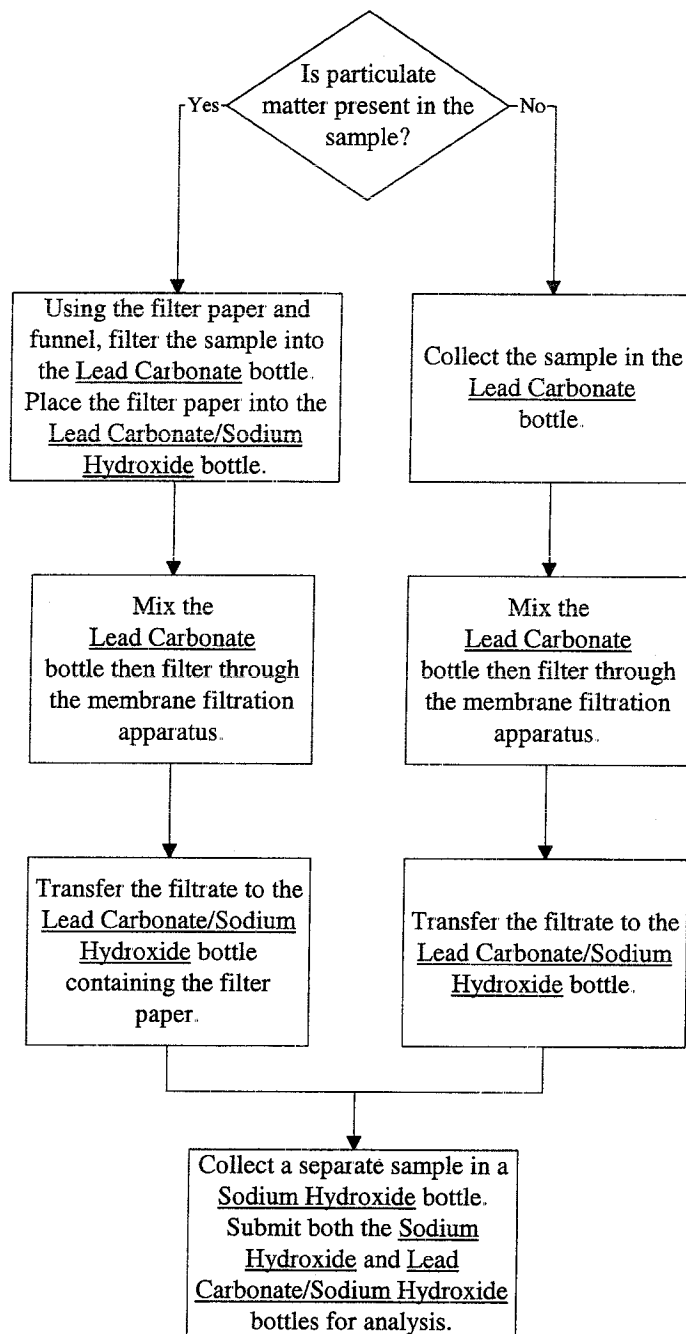 Is particulate
matter present in the
sample?
Yes
No
Using the filter paper and
funnel, filter the sample into
the Lead Carbonate bottle.
Place the filter paper into the
Lead Carbonate/Sodium
Hydroxide bottle.
Collect the sample in the
Lead Carbonate
bottle.
Mix the
Lead Carbonate
bottle then filter through
the membrane filtration
apparatus.
Mix the
Lead Carbonate
bottle then filter through
the membrane filtration
apparatus.
Transfer the filtrate to the
Lead Carbonate/Sodium
Hydroxide bottle
containing the filter
paper.
Transfer the filtrate to the
Lead Carbonate/Sodium
Hydroxide bottle.
Collect a separate sample in a
Sodium Hydroxide bottle.
Submit both the Sodium
Hydroxide and Lead
Carbonate/Sodium Hydroxide
bottles for analysis.